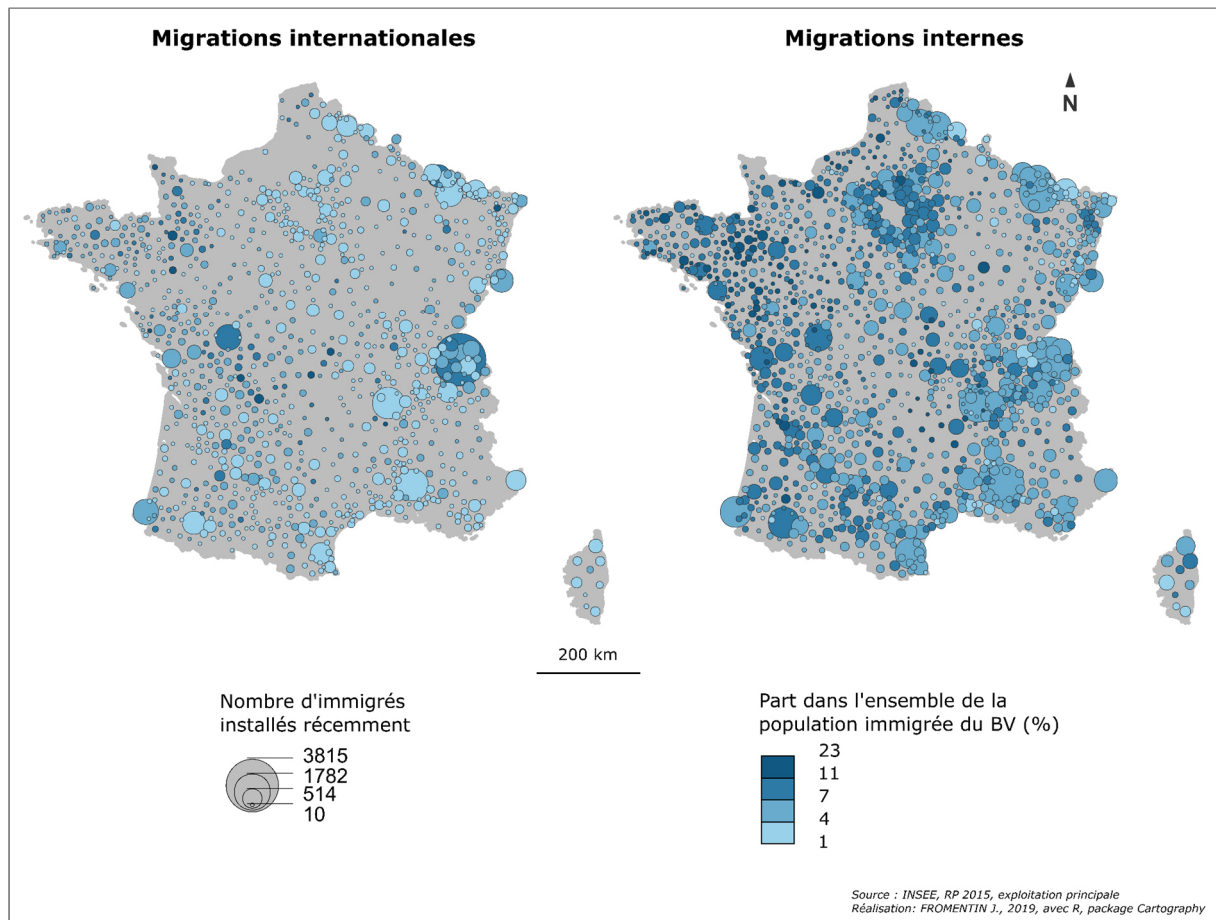 Migrations internationales
Migrations internes
N
200 km
Nombre d'immigrés
installés récemment
3815
1782
514
10
Part dans l'ensemble de la
population immigrée du BV (%)
23
11
7
4
1
Source : INSEE, RP 2015, exploitation principale
Réalisation: FROMENTIN J., 2019, avec R, package Cartography